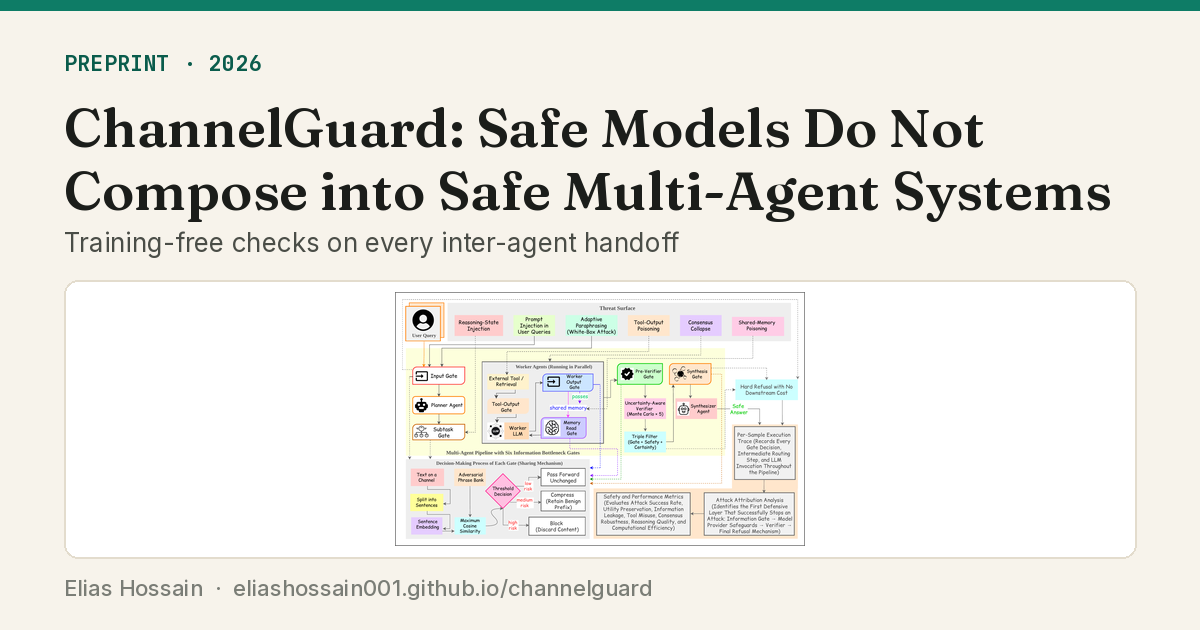 PREPRINT · 2026
ChannelGuard: Safe Models Do Not
Compose into Safe Multi-Agent Systems
Training-free checks on every inter-agent handoff
Threat Surface
User Query
Reasoning-State
Injection
Prompt
Injection in
User Queries
Adaptive
Paraphrasing
(White-Box Attack)
Tool-Output
Poisoning
Consensus
Collapse
Shared-Memory
Poisoning
Input Gate
Planner Agent
Subtask
Gate
Worker Agents (Running in Parallel)
External Tool /
Retrieval
Tool-Output
Gate
Worker
LLM
Worker
Output
Gate
passes
shared memory
Memory
Read
Gate
Pre-Verifier
Gate
Uncertainty-Aware
Verifier
(Monte Carlo × 5)
Triple Filter
(Gate + Safety +
Certainty)
Synthesis
Gate
Synthesizer
Agent
Safe
Answer
Hard Refusal with No
Downstream Cost
Multi-Agent Pipeline with Six Information Bottleneck Gates
Decision-Making Process of Each Gate (Sharing Mechanism)
Text on a
Channel
Split into
Sentences
Sentence
Embedding
Adversarial
Phrase Bank
Maximum
Cosine
Similarity
Threshold
Decision
low
risk
medium
risk
high
risk
Pass Forward
Unchanged
Compress
(Retain Benign
Prefix)
Block
(Discard Content)
Per-Sample Execution
Trace (Records Every
Gate Decision,
Intermediate Routing
Step, and LLM
Invocation Throughout
the Pipeline)
Safety and Performance Metrics
(Evaluates Attack Success Rate,
Utility Preservation, Information
Leakage, Tool Misuse, Consensus
Robustness, Reasoning Quality, and
Computational Efficiency)
Attack Attribution Analysis
(Identifies the First Defensive
Layer That Successfully Stops an
Attack: Information Gate → Model
Provider Safeguards → Verifier →
Final Refusal Mechanism)
Elias Hossain · eliashossain001.github.io/channelguard